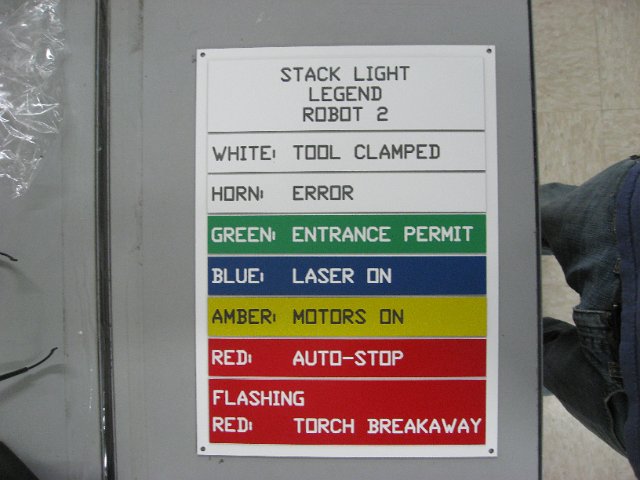 STACK LIGHT
LEGEND
ROBOT 2
WHITE: TOOL CLAMPED
HORN: ERROR
GREEN: ENTRANCE PERMIT
BLUE: LASER ON
AMBER: MOTORS ON
RED: AUTO-STOP
FLASHING
RED: TORCH BREAKAWAY